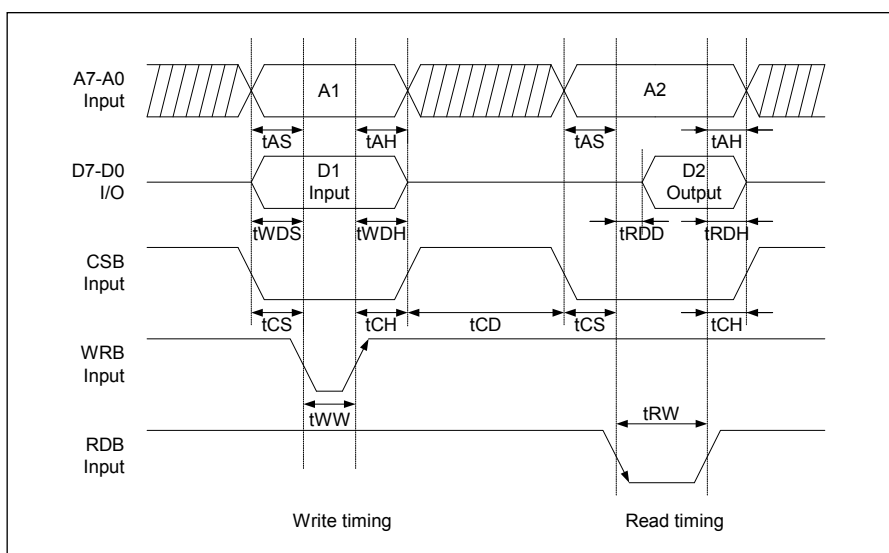 A7-A0
Input
A1
A2
tAS
tAH
tAS
tAH
D7-D0
I/O
D1
Input
D2
Output
tWDS
tWDH
tRDD
tRDH
CSB
Input
tCS
tCH
tCD
tCS
tCH
WRB
Input
tWW
tRW
RDB
Input
Write timing
Read timing